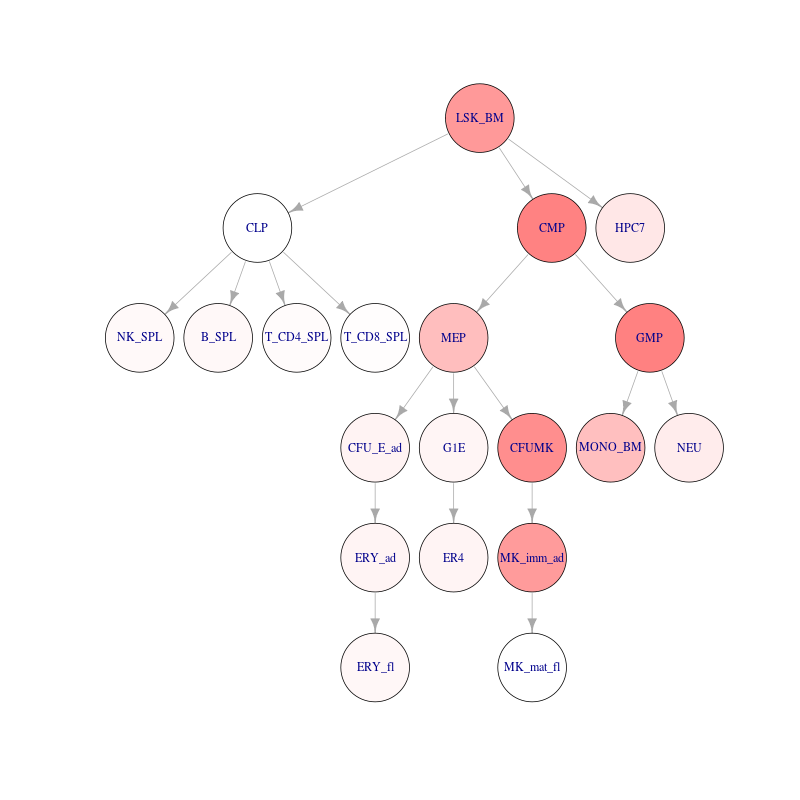 LSK_BM
CLP
CMP
HPC7
NK_SPL
B_SPL
T_CD4_SPL
T_CD8_SPL
MEP
GMP
CFU_E_ad
G1E
CFUMK
MONO_BM
NEU
ERY_ad
ER4
MK_imm_ad
ERY_fl
MK_mat_fl